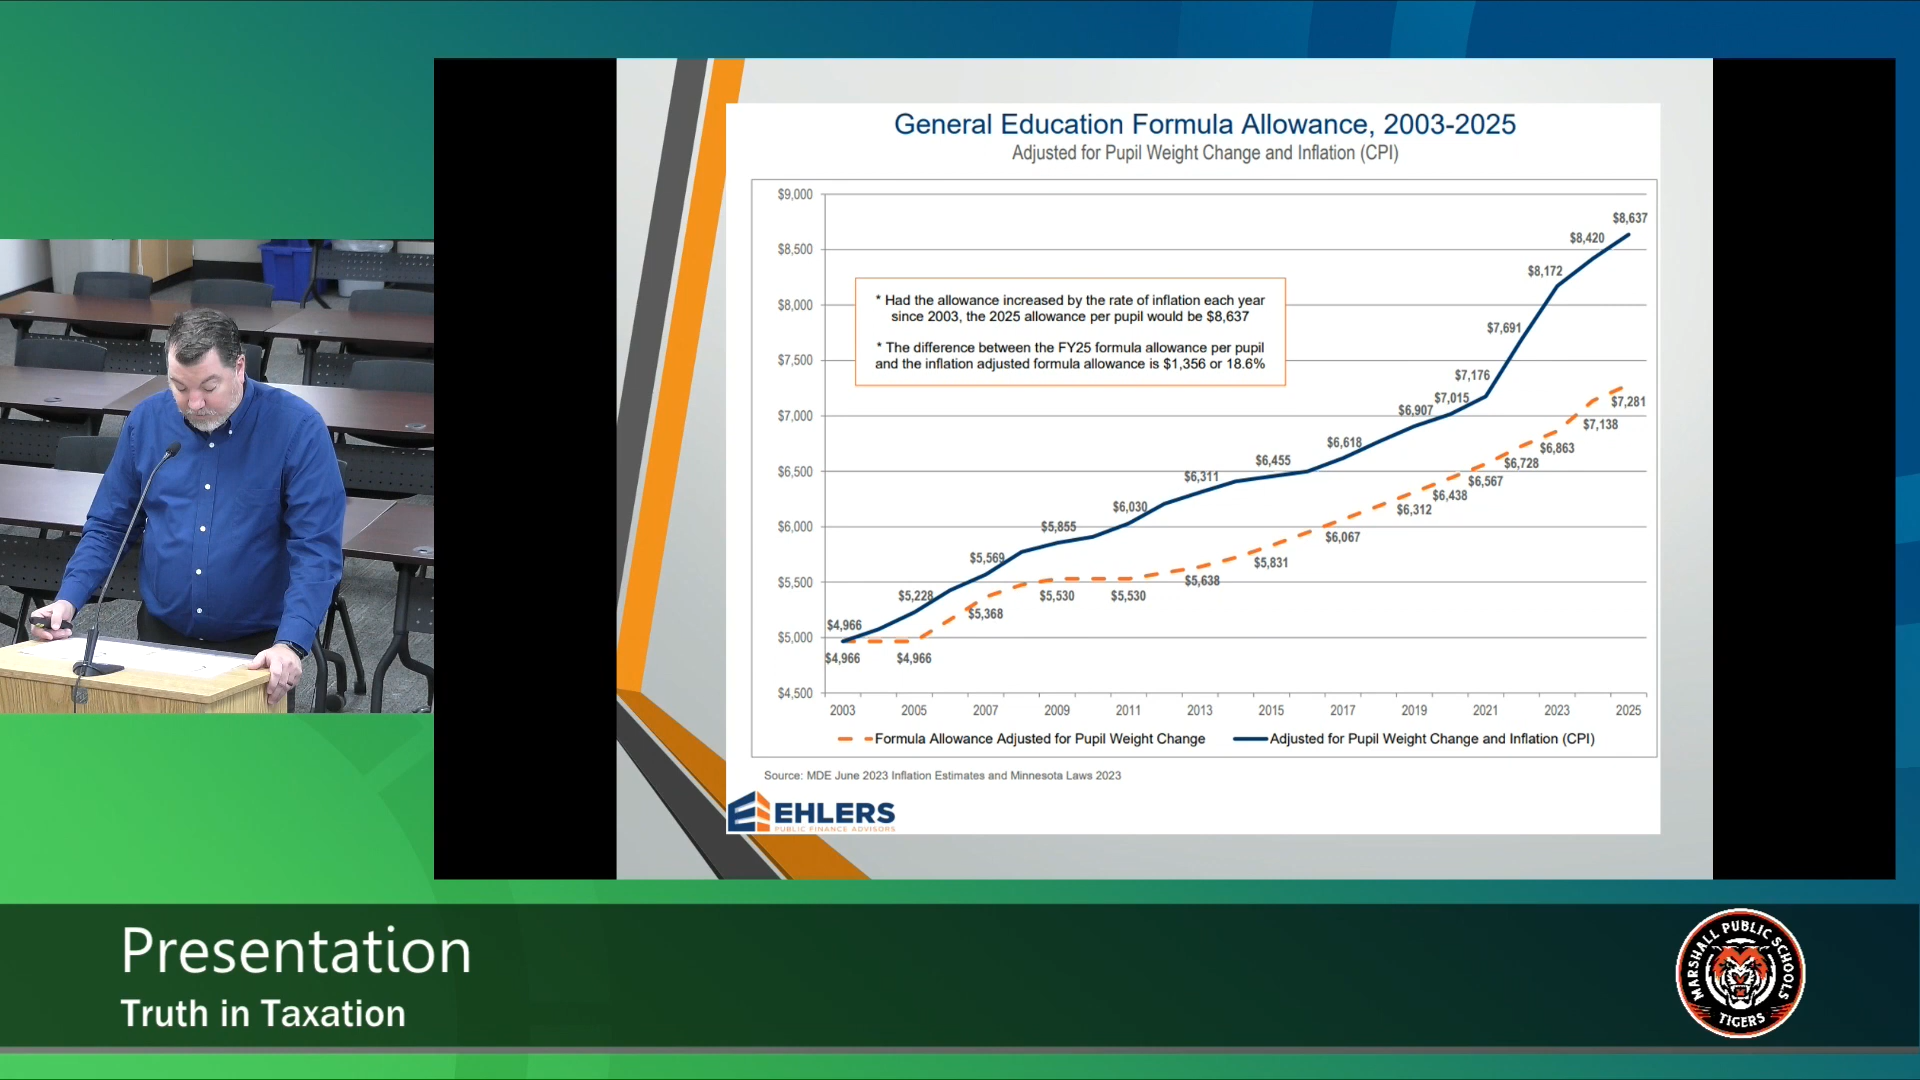 General Education Formula Allowance, 2003-2025
Adjusted for Pupil Weight Change and Inflation (CPI)
$9,000
$8,500
$8,000
$7,500
$7,000
$6,500
$6,000
$5,500
$5,000
$4,500
* Had the allowance increased by the rate of inflation each year
since 2003, the 2025 allowance per pupil would be $8,637
* The difference between the FY25 formula allowance per pupil
and the inflation adjusted formula allowance is $1,356 or 18.6%
$4,966
$5,228
$5,569
$5,855
$6,030
$6,311
$6,455
$6,618
$6,907
$7,015
$7,176
$7,691
$8,172
$8,420
$8,637
$4,966
$4,966
$5,368
$5,530
$5,530
$5,638
$5,831
$6,067
$6,312
$6,438
$6,567
$6,728
$6,863
$7,138
$7,281
2003 2005 2007 2009 2011 2013 2015 2017 2019 2021 2023 2025
Formula Allowance Adjusted for Pupil Weight Change Adjusted for Pupil Weight Change and Inflation (CPI)
Source: MDE June 2023 Inflation Estimates and Minnesota Laws 2023
EHLERS
PUBLIC FINANCE ADVISORS
Presentation
Truth in Taxation
MARSHALL PUBLIC SCHOOLS
TIGERS